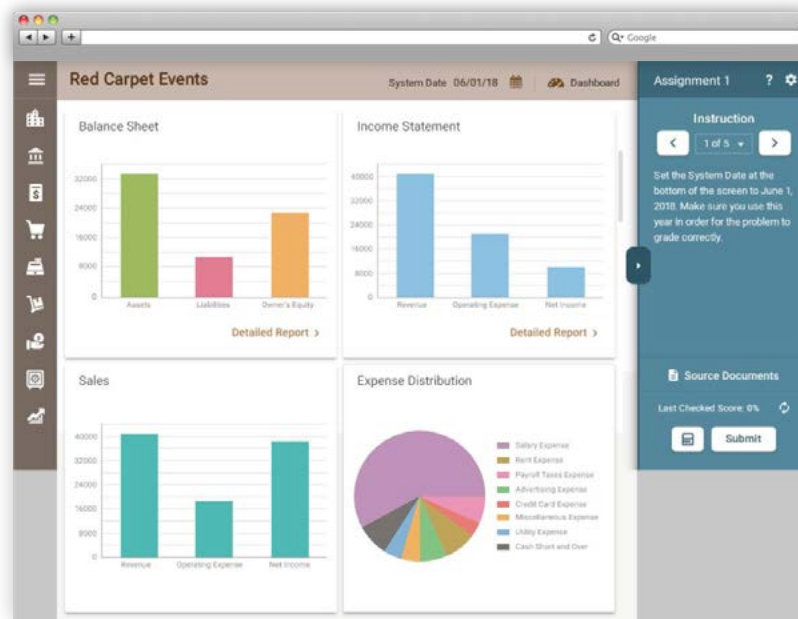 Google
Red Carpet Events
System Date 06/01/18
Dashboard
Assignment 1 ?
Instruction
1 of 5
Set the System Date at the
bottom of the screen to June 1,
2018. Make sure you use this
year in order for the problem to
grade correctly.
Source Documents
Last Checked Score: 0%
Submit
Balance Sheet
32000
24000
16000
8000
0
Assets Liabilities Owner's Equity
Detailed Report >
Income Statement
40000
32000
24000
16000
8000
0
Revenue Operating Expense Net Income
Detailed Report >
Sales
40000
32000
24000
16000
8000
0
Revenue Operating Expense Net Income
Expense Distribution
Salary Expense
Rent Expense
Payroll Taxes Expense
Advertising Expense
Credit Card Expense
Miscellaneous Expense
Utility Expense
Cash Short and Over